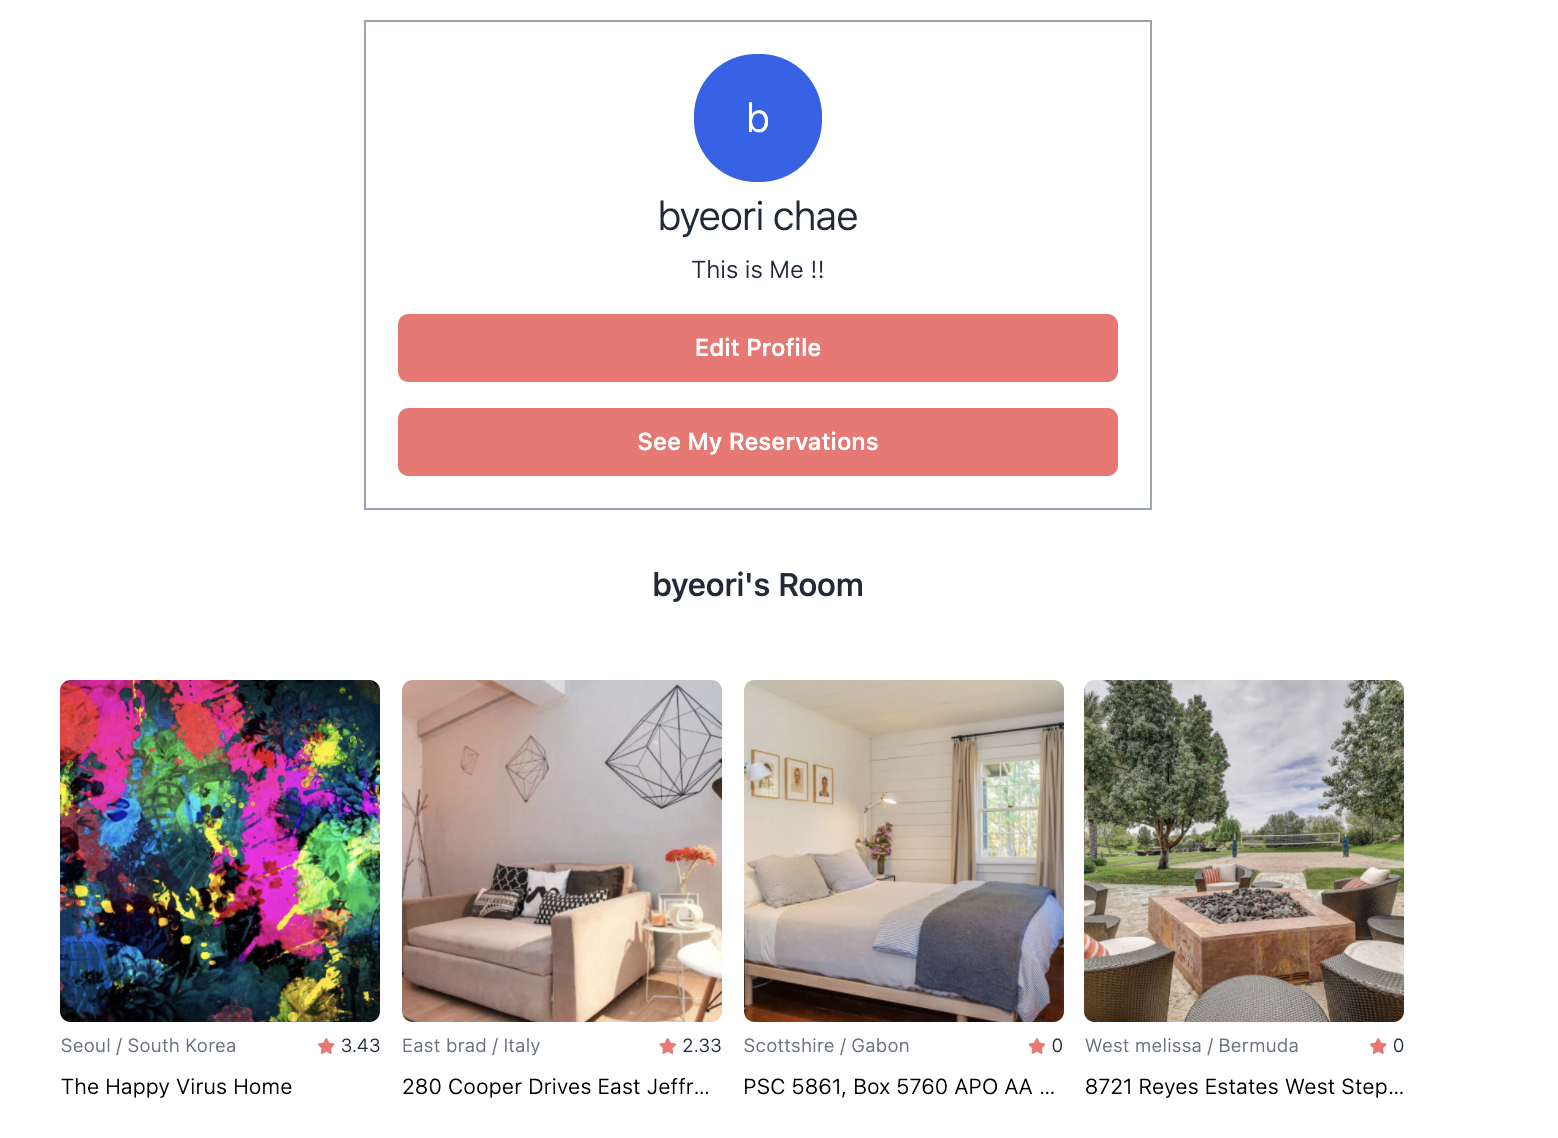 b
byeori chae
This is Me !!
Edit Profile
See My Reservations
byeori's Room
Seoul / South Korea ★ 3.43
The Happy Virus Home
East brad / Italy ★ 2.33
280 Cooper Drives East Jeffr...
Scottshire / Gabon ★ 0
PSC 5861, Box 5760 APO AA ...
West melissa / Bermuda ★ 0
8721 Reyes Estates West Step...